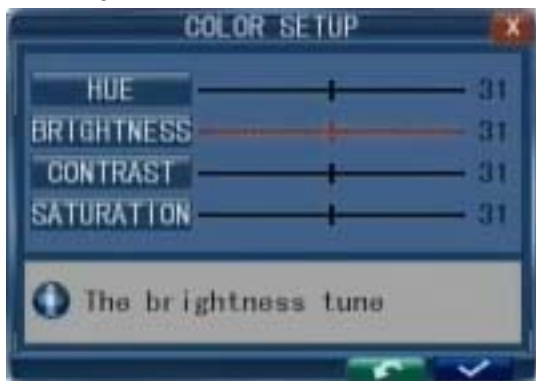 COLOR SETUP X
HUE 31
BRIGHTNESS 31
CONTRAST 31
SATURATION 31
The brightness tune